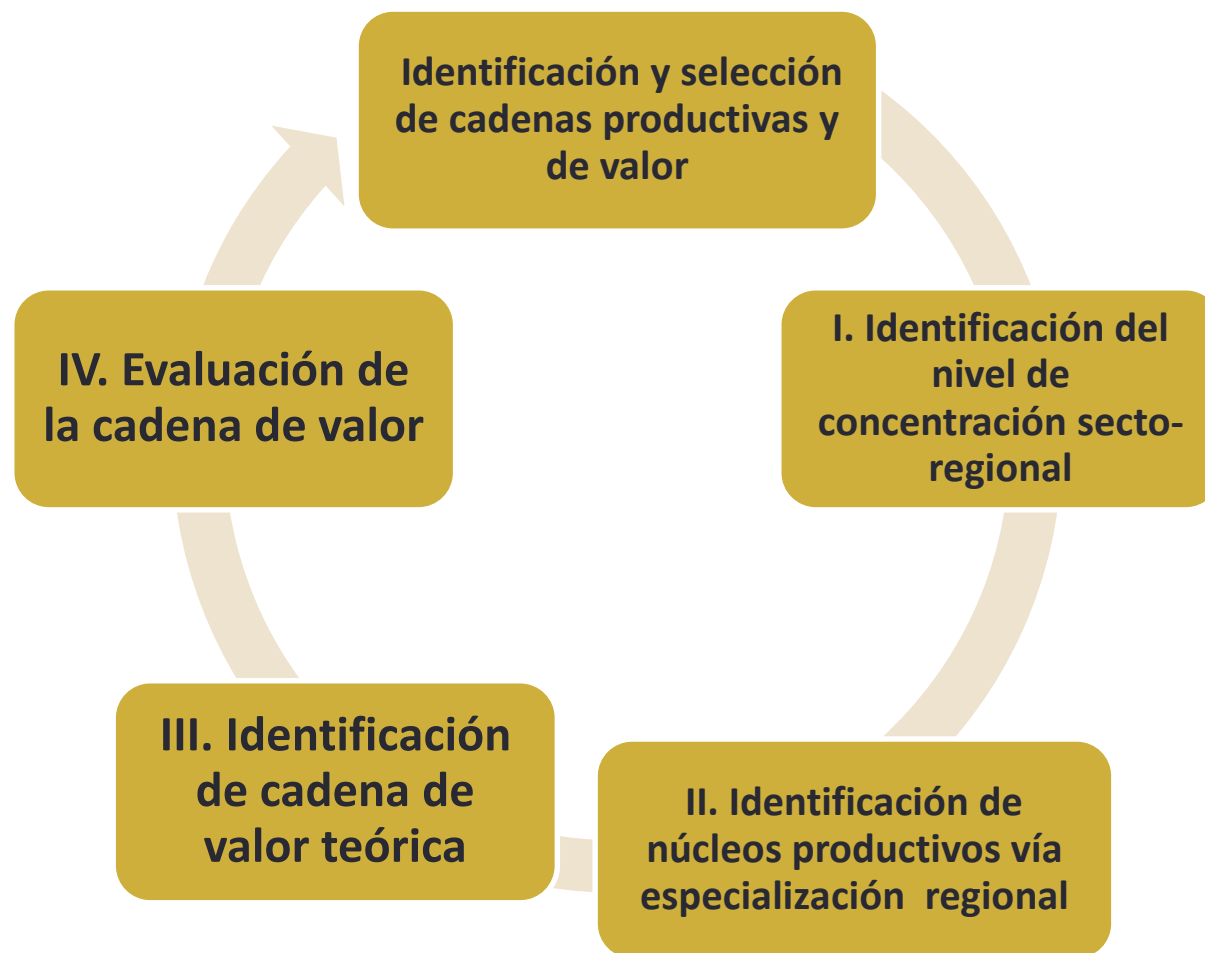 Identificación y selección
de cadenas productivas y
de valor
I. Identificación del
nivel de
concentración secto-
regional
II. Identificación de
núcleos productivos vía
especialización  regional
III. Identificación
de cadena de
valor teórica
IV. Evaluación de
la cadena de valor